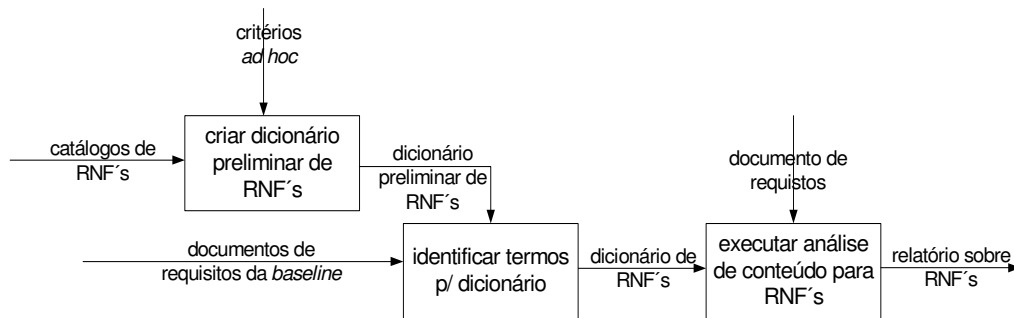 critérios
ad hoc
criar dicionário
preliminar de
RNF´s
catálogos de
RNF´s
dicionário
preliminar de
RNF´s
documento de
requistos
documentos de
requisitos da baseline
identificar termos
p/ dicionário
dicionário de
RNF´s
executar análise
de conteúdo para
RNF´s
relatório sobre
RNF´s